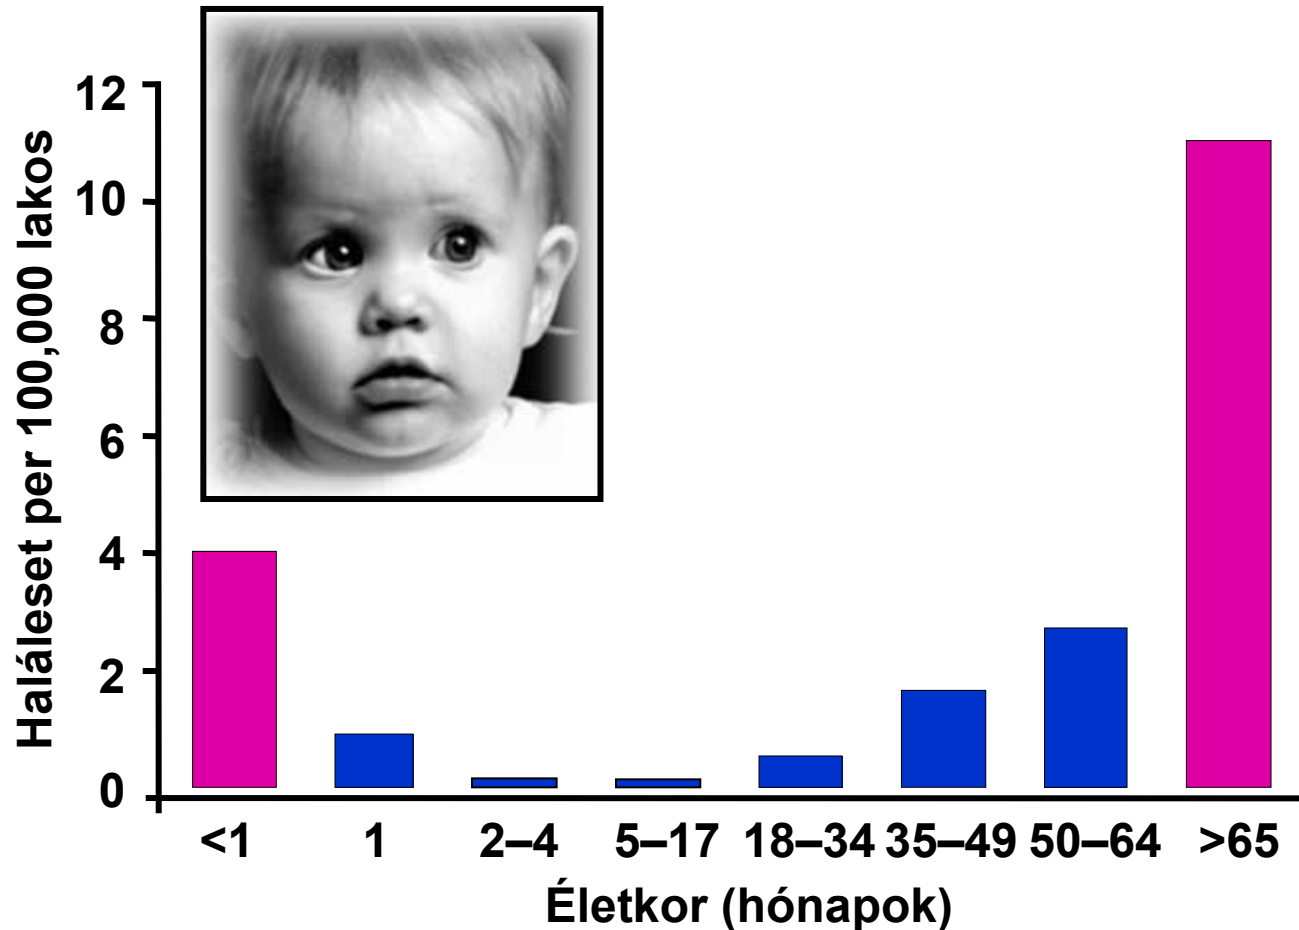 Haláleset per 100,000 lakos
12
10
8
6
4
2
0
<1 1 2–4 5–17 18–34 35–49 50–64 >65
Életkor (hónapok)